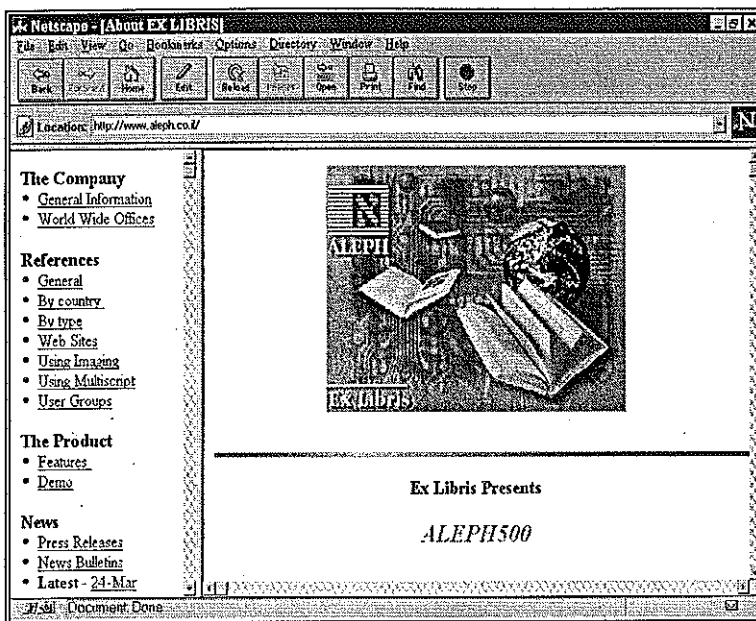 Netscape - [About EX LIBRIS]
File Edit View Go Bookmarks Options Directory Window Help
Back Forward Home Edit Reload Images Open Print Find Stop
Location: http://www.aleph.co.il/
N
The Company
• General Information
• World Wide Offices
References
• General
• By country
• By type
• Web Sites
• Using Imaging
• Using Multiscript
• User Groups
The Product
• Features
• Demo
News
• Press Releases
• News Bulletins
• Latest - 24-Mar
ALEPH
Ex Libris
Ex Libris Presents
ALEPH500
Document: Done